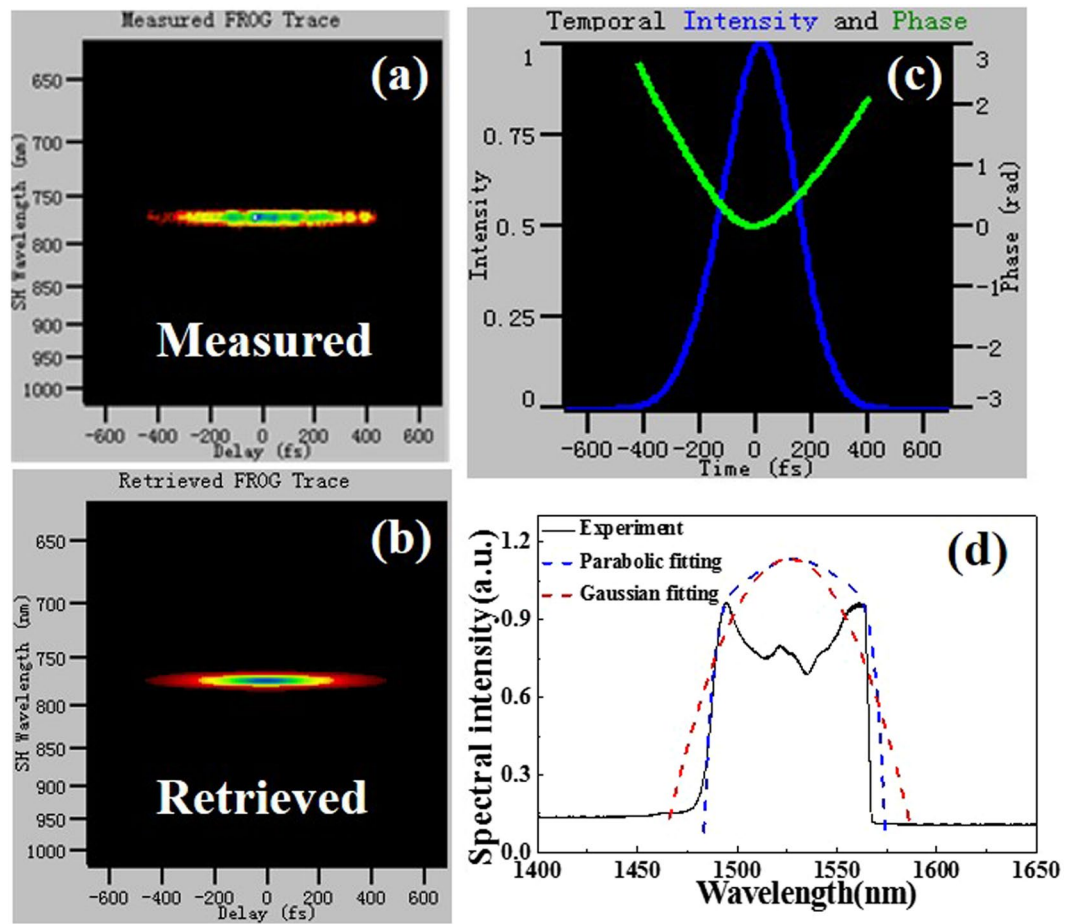 Measured FROG Trace
(a)
SH Wavelength (nm)
650
700
750
800
850
900
950
1000
Measured
-600 -400 -200 0 200 400 600
Delay (fs)
Retrieved FROG Trace
(b)
SH Wavelength (nm)
650
700
750
800
850
900
950
1000
Retrieved
-600 -400 -200 0 200 400 600
Delay (fs)
Temporal Intensity and Phase
(c)
Intensity
1
0.75
0.5
0.25
0
3
2
1
0
-1
-2
-3
Phase (rad)
-600 -400 -200 0 200 400 600
Time (fs)
(d)
Experiment
Parabolic fitting
Gaussian fitting
Spectral intensity(a.u.)
1.2
0.9
0.6
0.3
0.0
1400 1450 1500 1550 1600 1650
Wavelength(nm)